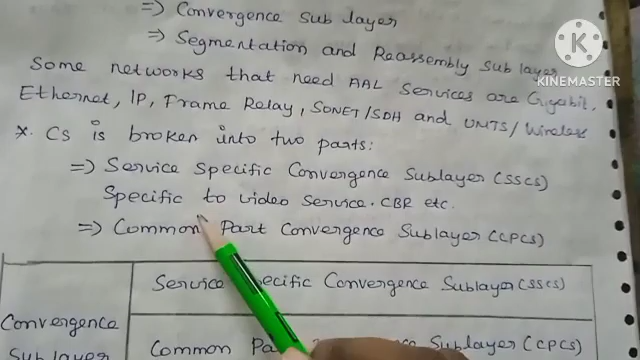 => Convergence Sub layer
=> Segmentation and Reassembly Sub layer
Some networks that need AAL Services are Gigabit,
Ethernet, IP, Frame Relay, SONET/SDH and UMTS/Wireless
* CS is broken into two parts:
=> Service Specific Convergence Sublayer (SSCS)
Specific to video Service. CBR etc.
=> Common Part Convergence Sublayer (CPCS)
Service Specific Convergence Sublayer (SSCS)
Convergence
Sub layer
Common Sublayer (CPCS)
KINEMASTER